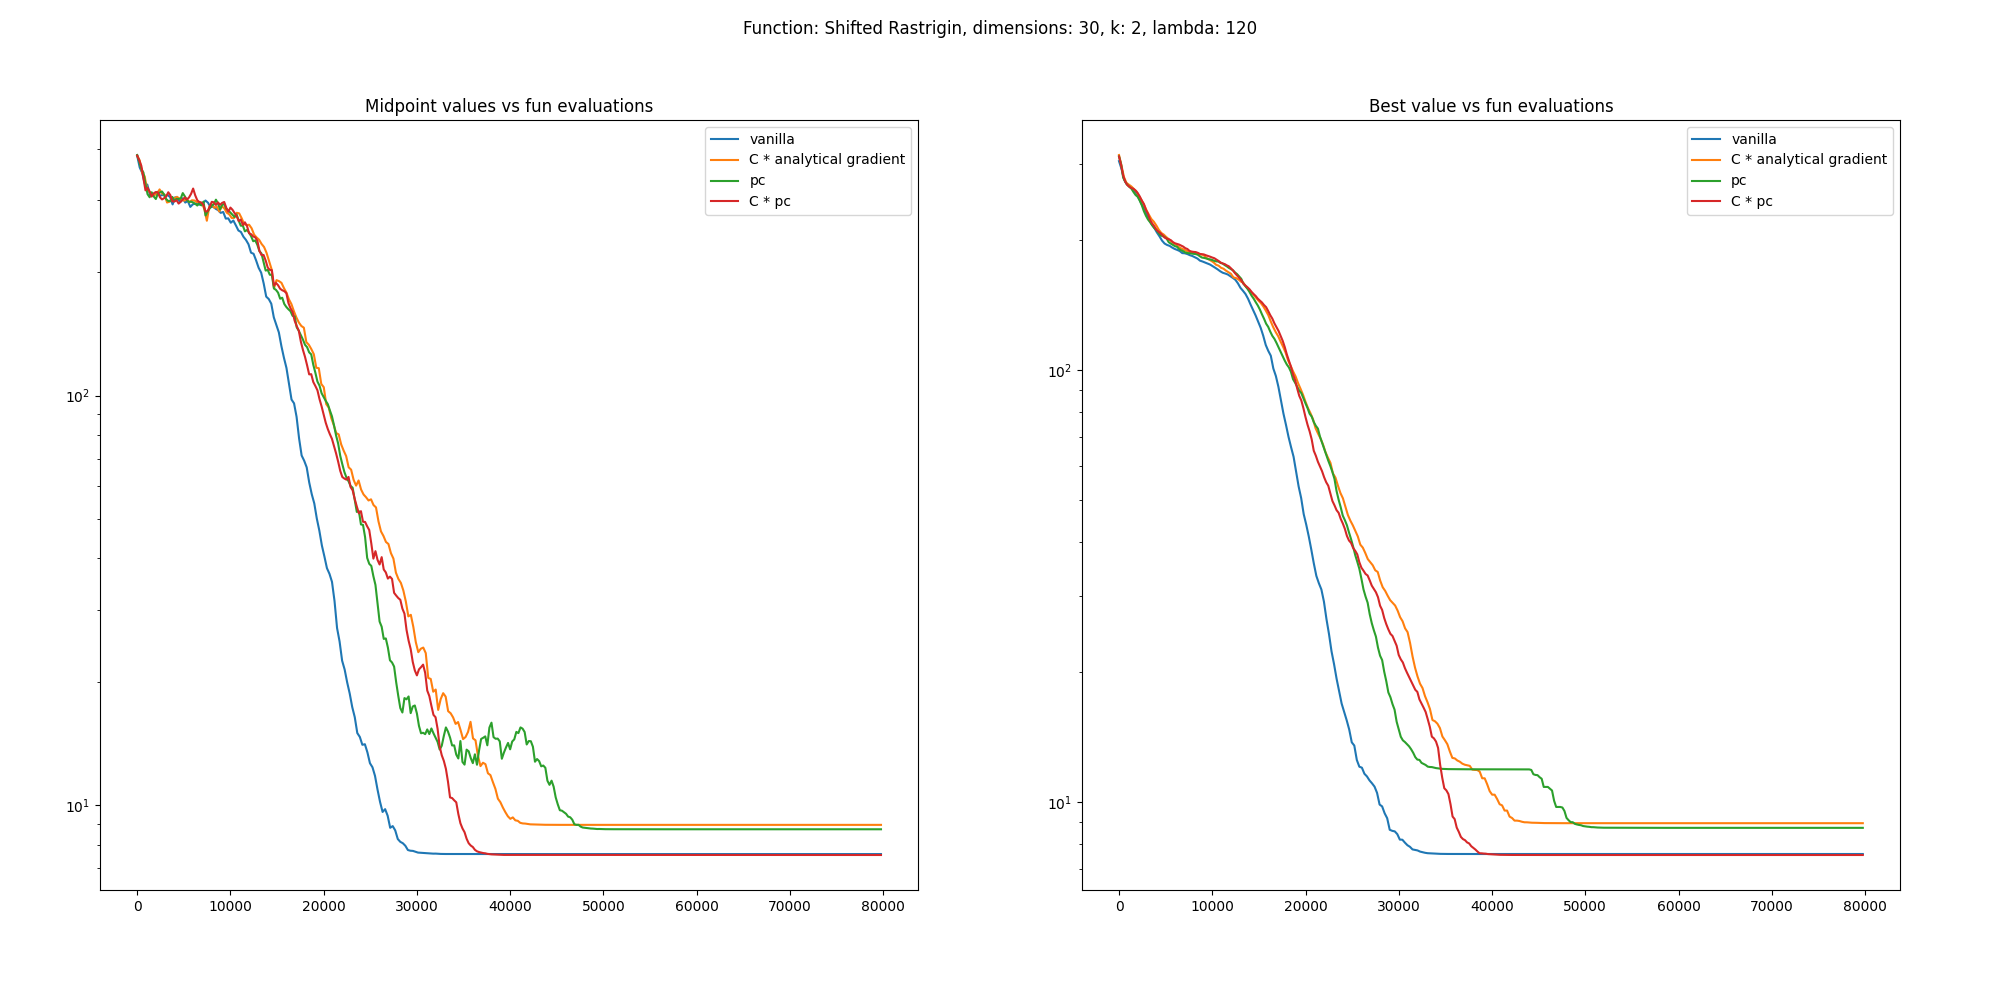 Function: Shifted Rastrigin, dimensions: 30, k: 2, lambda: 120
Midpoint values vs fun evaluations
vanilla
C * analytical gradient
pc
C * pc
10²
10¹
0 10000 20000 30000 40000 50000 60000 70000 80000
Best value vs fun evaluations
vanilla
C * analytical gradient
pc
C * pc
10²
10¹
0 10000 20000 30000 40000 50000 60000 70000 80000